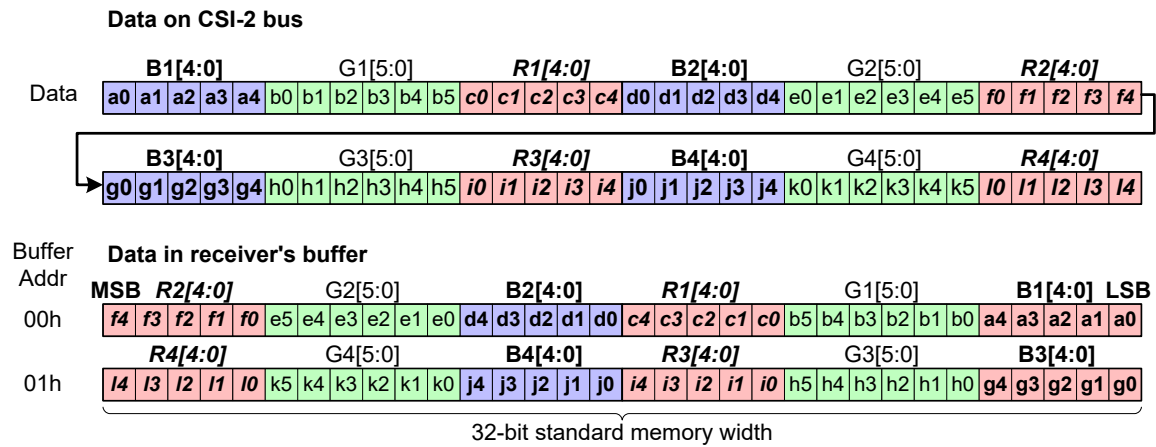 Data on CSI-2 bus
B1[4:0] G1[5:0] R1[4:0] B2[4:0] G2[5:0] R2[4:0]
Data a0 a1 a2 a3 a4 b0 b1 b2 b3 b4 b5 c0 c1 c2 c3 c4 d0 d1 d2 d3 d4 e0 e1 e2 e3 e4 e5 f0 f1 f2 f3 f4
B3[4:0] G3[5:0] R3[4:0] B4[4:0] G4[5:0] R4[4:0]
g0 g1 g2 g3 g4 h0 h1 h2 h3 h4 h5 i0 i1 i2 i3 i4 j0 j1 j2 j3 j4 k0 k1 k2 k3 k4 k5 l0 l1 l2 l3 l4
Buffer Addr
Data in receiver's buffer
MSB R2[4:0] G2[5:0] B2[4:0] R1[4:0] G1[5:0] B1[4:0] LSB
00h f4 f3 f2 f1 f0 e5 e4 e3 e2 e1 e0 d4 d3 d2 d1 d0 c4 c3 c2 c1 c0 b5 b4 b3 b2 b1 b0 a4 a3 a2 a1 a0
R4[4:0] G4[5:0] B4[4:0] R3[4:0] G3[5:0] B3[4:0]
01h l4 l3 l2 l1 l0 k5 k4 k3 k2 k1 k0 j4 j3 j2 j1 j0 i4 i3 i2 i1 i0 h5 h4 h3 h2 h1 h0 g4 g3 g2 g1 g0
32-bit standard memory width